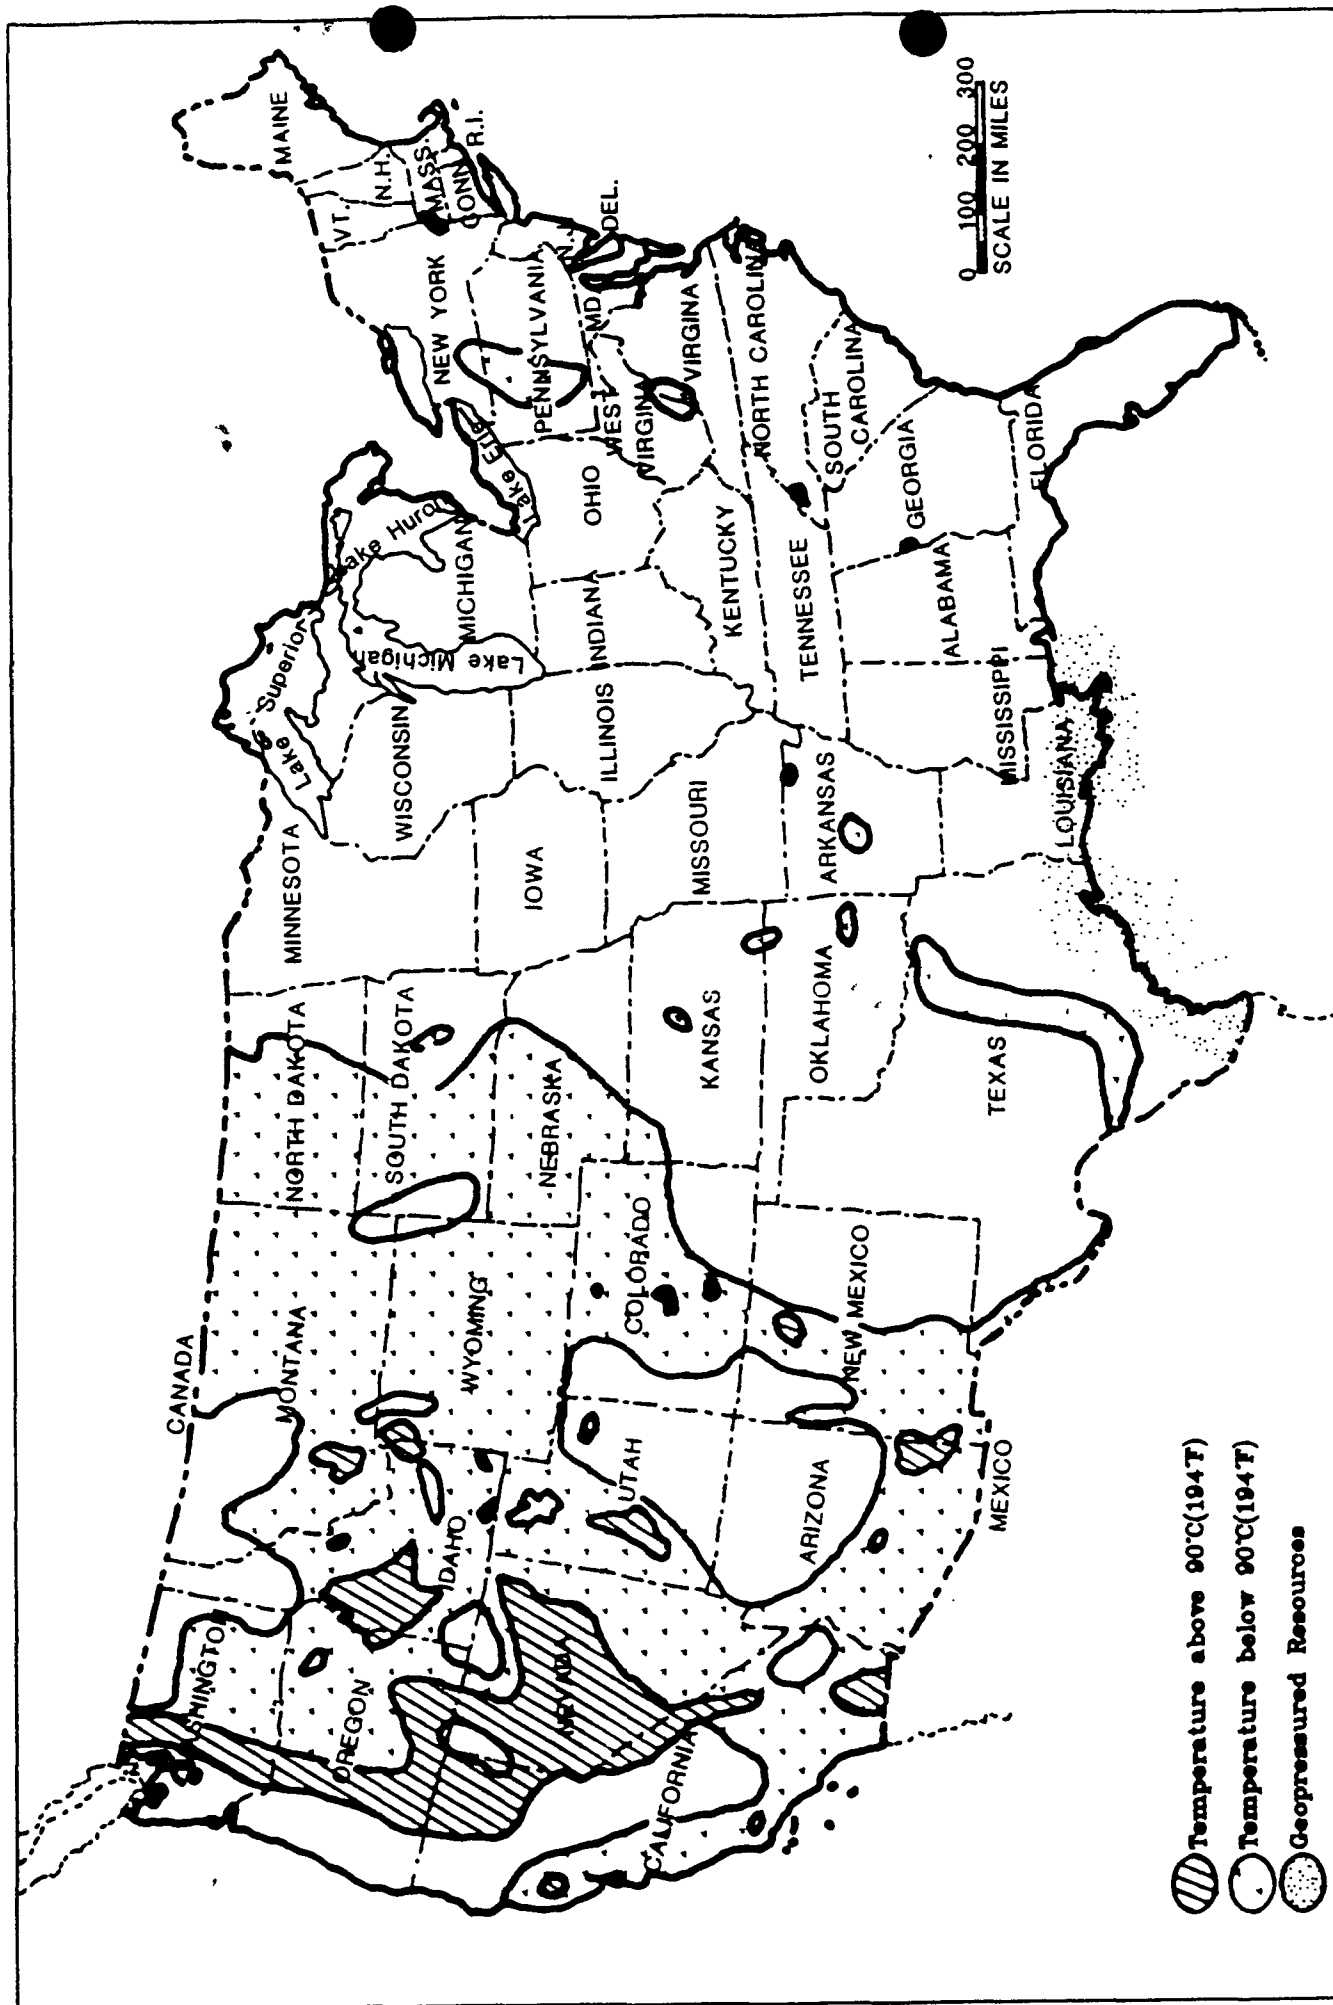 CANADA
MEXICO
SHINGTON
OREGON
CALIFORNIA
IDAHO
UTAH
ARIZONA
MONTANA
WYOMING
COLORADO
NEW MEXICO
NORTH DAKOTA
SOUTH DAKOTA
NEBRASKA
KANSAS
OKLAHOMA
TEXAS
MINNESOTA
IOWA
MISSOURI
ARKANSAS
LOUISIANA
WISCONSIN
ILLINOIS
INDIANA
MICHIGAN
OHIO
KENTUCKY
TENNESSEE
MISSISSIPPI
ALABAMA
GEORGIA
FLORIDA
SOUTH
CAROLINA
NORTH CAROLINA
VIRGINIA
WEST
VIRGINA
MD.
DEL.
N.J.
PENNSYLVANIA
NEW YORK
VT.
N.H.
MAINE
MASS.
CONN
R.I.
Lake Superior
Lake Michigan
Michigan
Lake Huron
Lake Erie
0 100 200 300
SCALE IN MILES
Temperature above 90°C(194°F)
Temperature below 90°C(194°F)
Geopressured Resources